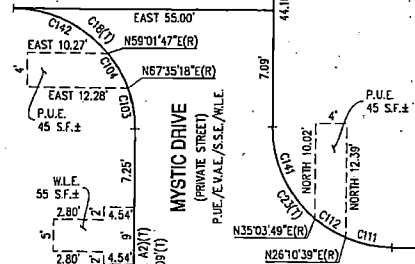 EAST 55.00'
44.10'
C142
C18(T)
EAST 10.27'
N59°01'47"E(R)
4'
C104
N67°35'18"E(R)
EAST 12.28'
C103
P.U.E.
45 S.F.±
7.25'
W.L.E.
55 S.F.±
2.80'
2'
4.54'
5'
9'
2.80'
2'
4.54'
A2)(T)
09'(T)
MYSTIC DRIVE
(PRIVATE STREET)
P.U.E./E.V.A.E./S.S.E./W.L.E.
7.09'
4'
P.U.E.
45 S.F.±
NORTH 10.02'
NORTH 12.39'
C141
C23(T)
C112
C111
N35°03'49"E(R)
N26°10'39"E(R)